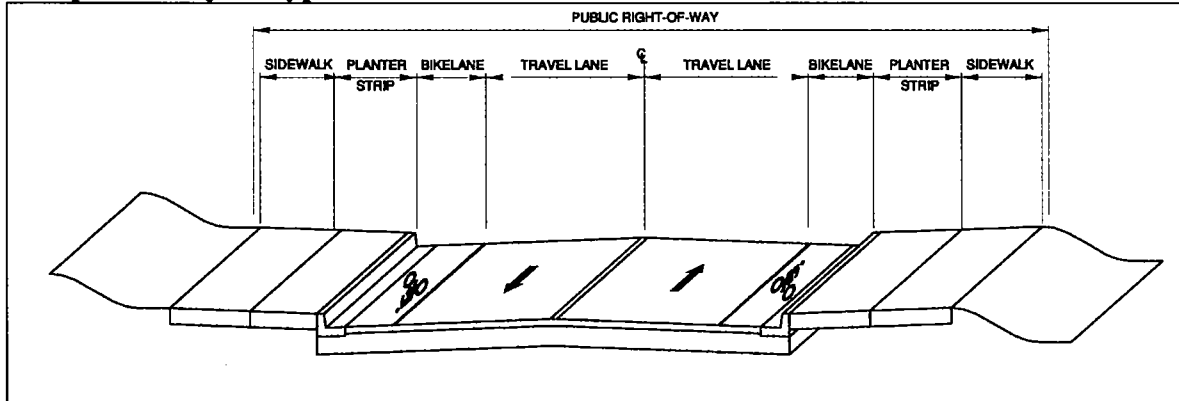 PUBLIC RIGHT-OF-WAY
℄
SIDEWALK PLANTER STRIP BIKELANE TRAVEL LANE TRAVEL LANE BIKELANE PLANTER STRIP SIDEWALK